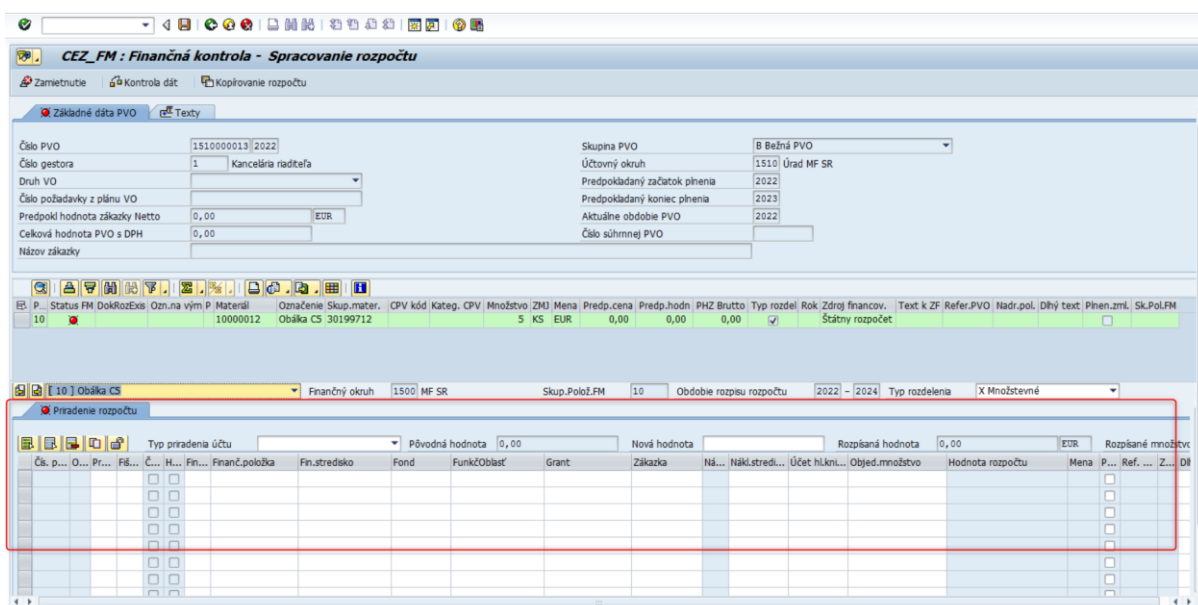 CEZ_FM : Finančná kontrola - Spracovanie rozpočtu
Zamietnutie Kontrola dát Kopírovanie rozpočtu
Základné dáta PVO Texty
Číslo PVO 1510000013 2022 Skupina PVO B Bežná PVO
Číslo gestora 1 Kancelária riaditeľa Účtovný okruh 1510 Úrad MF SR
Druh VO Predpokladaný začiatok plnenia 2022
Číslo požiadavky z plánu VO Predpokladaný koniec plnenia 2023
Predpokl hodnota zákazky Netto 0,00 EUR Aktuálne obdobie PVO 2022
Celková hodnota PVO s DPH 0,00 Číslo súhrnnej PVO
Názov zákazky
P... Status FM DokRozExis Ozn.na vým P Materiál Označenie Skup.mater. CPV kód Kateg. CPV Množstvo ZMJ Mena Predp.cena Predp.hodn PHZ Brutto Typ rozdel Rok Zdroj financov. Text k ZF Refer.PVO Nadr.pol. Dlhý text Plnen.zml. Sk.Pol.FM
10 10000012 Obálka C5 30199712 5 KS EUR 0,00 0,00 0,00 Štátny rozpočet
[ 10 ] Obálka C5 Finančný okruh 1500 MF SR Skup.Polož.FM 10 Obdobie rozpisu rozpočtu 2022 - 2024 Typ rozdelenia X Množstevné
Priradenie rozpočtu
Typ priradenia účtu Pôvodná hodnota 0,00 Nová hodnota Rozpísaná hodnota 0,00 EUR Rozpísané množstvo
Čís. p... O... Pr... Fiš... Č... H... Fin... Finanč.položka Fin.stredisko Fond FunkčOblasť Grant Zákazka Ná... Nákl.stredi... Účet hl.kni... Objed.množstvo Hodnota rozpočtu Mena P... Ref. ... Z... Dl